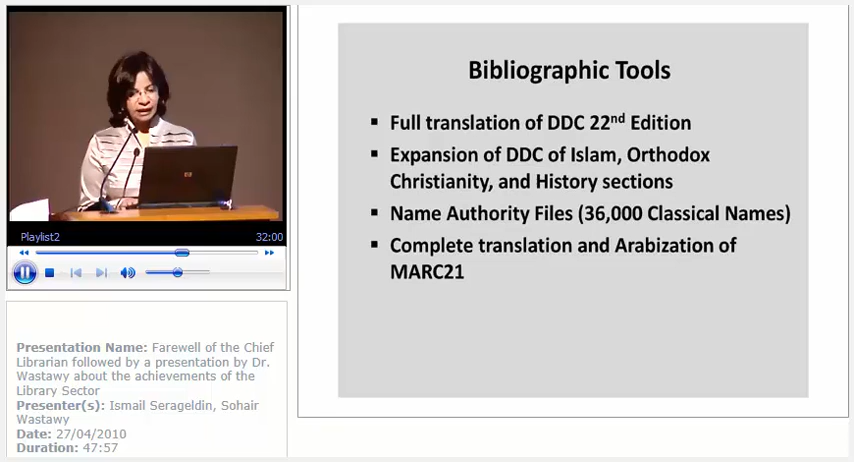 Bibliographic Tools
▪ Full translation of DDC 22nd Edition
▪ Expansion of DDC of Islam, Orthodox
Christianity, and History sections
▪ Name Authority Files (36,000 Classical Names)
▪ Complete translation and Arabization of
MARC21
hp
Playlist2 32:00
Presentation Name: Farewell of the Chief
Librarian followed by a presentation by Dr.
Wastawy about the achievements of the
Library Sector
Presenter(s): Ismail Serageldin, Sohair
Wastawy
Date: 27/04/2010
Duration: 47:57